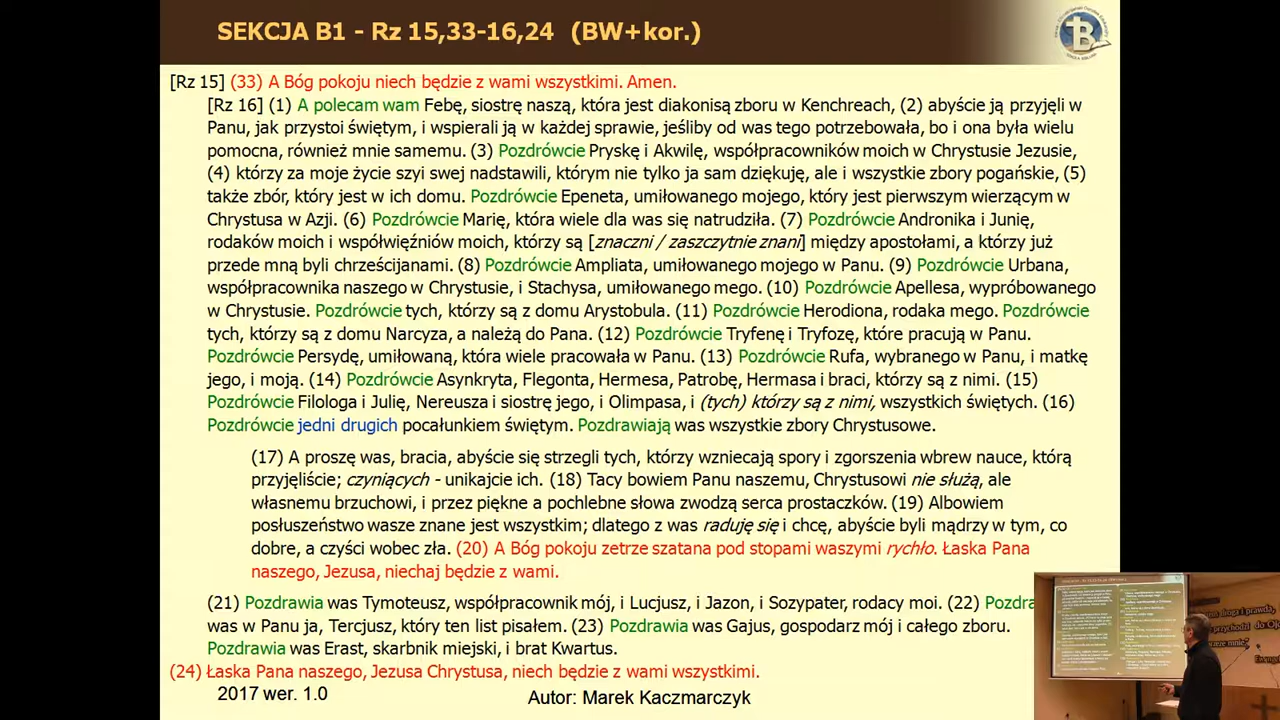 SEKCJA B1 - Rz 15,33-16,24 (BW+kor.)
[Rz 15] (33) A Bóg pokoju niech będzie z wami wszystkimi. Amen.
[Rz 16] (1) A polecam wam Febę, siostrę naszą, która jest diakonisą zboru w Kenchreach, (2) abyście ją przyjęli w
Panu, jak przystoi świętym, i wspierali ją w każdej sprawie, jeśliby od was tego potrzebowała, bo i ona była wielu
pomocna, również mnie samemu. (3) Pozdrówcie Pryskę i Akwilę, współpracowników moich w Chrystusie Jezusie,
(4) którzy za moje życie szyi swej nadstawili, którym nie tylko ja sam dziękuję, ale i wszystkie zbory pogańskie, (5)
także zbór, który jest w ich domu. Pozdrówcie Epeneta, umiłowanego mojego, który jest pierwszym wierzącym w
Chrystusa w Azji. (6) Pozdrówcie Marię, która wiele dla was się natrudziła. (7) Pozdrówcie Andronika i Junię,
rodaków moich i współwięźniów moich, którzy są [znaczni / zaszczytnie znani] między apostołami, a którzy już
przede mną byli chrześcijanami. (8) Pozdrówcie Ampliata, umiłowanego mojego w Panu. (9) Pozdrówcie Urbana,
współpracownika naszego w Chrystusie, i Stachysa, umiłowanego mego. (10) Pozdrówcie Apellesa, wypróbowanego
w Chrystusie. Pozdrówcie tych, którzy są z domu Arystobula. (11) Pozdrówcie Herodiona, rodaka mego. Pozdrówcie
tych, którzy są z domu Narcyza, a należą do Pana. (12) Pozdrówcie Tryfenę i Tryfozę, które pracują w Panu.
Pozdrówcie Persydę, umiłowaną, która wiele pracowała w Panu. (13) Pozdrówcie Rufa, wybranego w Panu, i matkę
jego, i moją. (14) Pozdrówcie Asynkryta, Flegonta, Hermesa, Patrobę, Hermasa i braci, którzy są z nimi. (15)
Pozdrówcie Filologa i Julię, Nereusza i siostrę jego, i Olimpasa, i (tych) którzy są z nimi, wszystkich świętych. (16)
Pozdrówcie jedni drugich pocałunkiem świętym. Pozdrawiają was wszystkie zbory Chrystusowe.
(17) A proszę was, bracia, abyście się strzegli tych, którzy wzniecają spory i zgorszenia wbrew nauce, którą
przyjęliście; czyniących - unikajcie ich. (18) Tacy bowiem Panu naszemu, Chrystusowi nie służą, ale
własnemu brzuchowi, i przez piękne a pochlebne słowa zwodzą serca prostaczków. (19) Albowiem
posłuszeństwo wasze znane jest wszystkim; dlatego z was raduję się i chcę, abyście byli mądrzy w tym, co
dobre, a czyści wobec zła. (20) A Bóg pokoju zetrze szatana pod stopami waszymi rychło. Łaska Pana
naszego, Jezusa, niechaj będzie z wami.
(21) Pozdrawia was Tymoteusz, współpracownik mój, i Lucjusz, i Jazon, i Sozypater, rodacy moi. (22) Pozdra
was w Panu ja, Tercjusz, który ten list pisałem. (23) Pozdrawia was Gajus, gospodarz mój i całego zboru.
Pozdrawia was Erast, skarbnik miejski, i brat Kwartus.
(24) Łaska Pana naszego, Jezusa Chrystusa, niech będzie z wami wszystkimi.
2017 wer. 1.0
Autor: Marek Kaczmarczyk